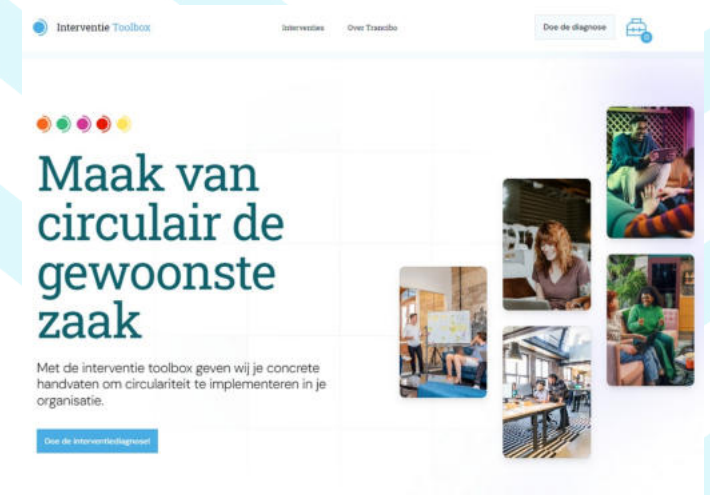 Interventie Toolbox
Interventies
Over Transcibo
Doe de diagnose
Maak van
circulair de
gewoonste
zaak
Met de interventie toolbox geven wij je concrete
handvaten om circulariteit te implementeren in je
organisatie.
Doe de interventiediagnose!